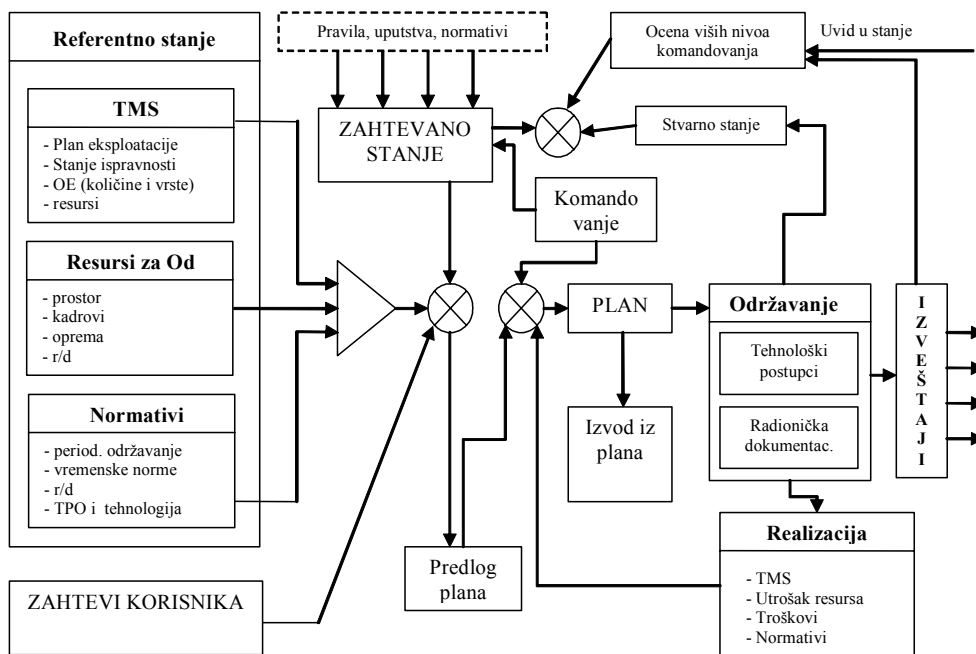 Referentno stanje
TMS
- Plan eksploatacije
- Stanje ispravnosti
- OE (količine i vrste)
- resursi
Resursi za Od
- prostor
- kadrovi
- oprema
- r/d
Normativi
- period. održavanje
- vremenske norme
- r/d
- TPO i tehnologija
ZAHTEVI KORISNIKA
Pravila, uputstva, normativi
ZAHTEVANO
STANJE
Ocena viših nivoa
komandovanja
Uvid u stanje
Stvarno stanje
Komando
vanje
PLAN
Izvod iz
plana
Predlog
plana
Održavanje
Tehnološki
postupci
Radionička
dokumentac.
Realizacija
- TMS
- Utrošak resursa
- Troškovi
- Normativi
I
Z
V
E
Š
T
A
J
I